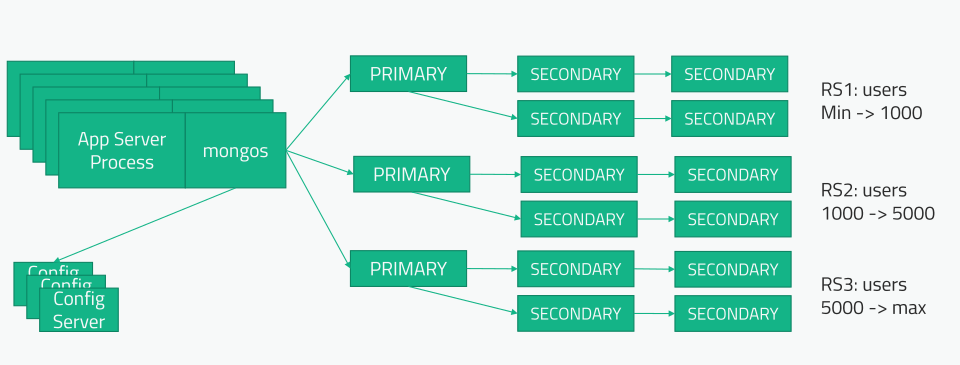 App Server
Process
mongos
Config
Config
Config
Server
PRIMARY
SECONDARY
SECONDARY
SECONDARY
SECONDARY
RS1: users
Min -> 1000
PRIMARY
SECONDARY
SECONDARY
SECONDARY
SECONDARY
RS2: users
1000 -> 5000
PRIMARY
SECONDARY
SECONDARY
SECONDARY
SECONDARY
RS3: users
5000 -> max